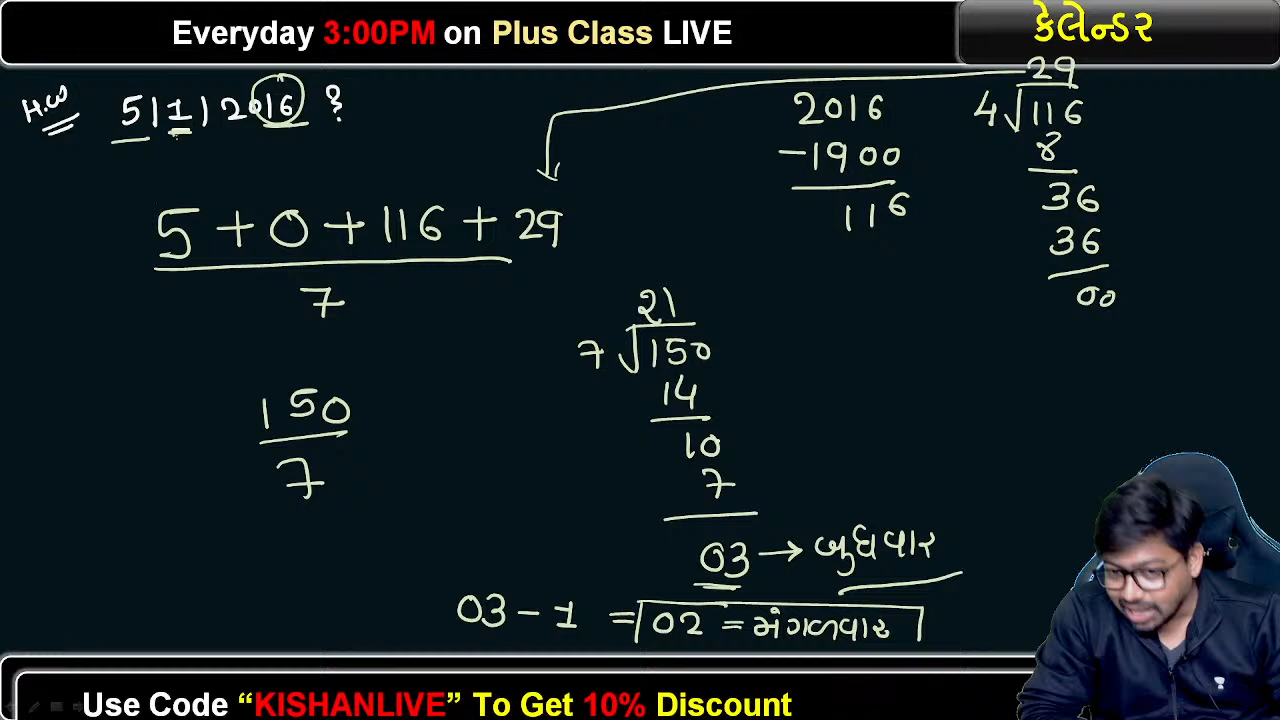 Everyday 3:00PM on Plus Class LIVE
કેલેન્ડર
H.W 5 | 1 | 2016 ?
2016
-1900
116
29
4√116
8
36
36
00
5 + 0 + 116 + 29
7
150
7
21
7√150
14
10
7
03 → બુધવાર
03 - 1 = 02 = મંગળવાર
Use Code “KISHANLIVE” To Get 10% Discount